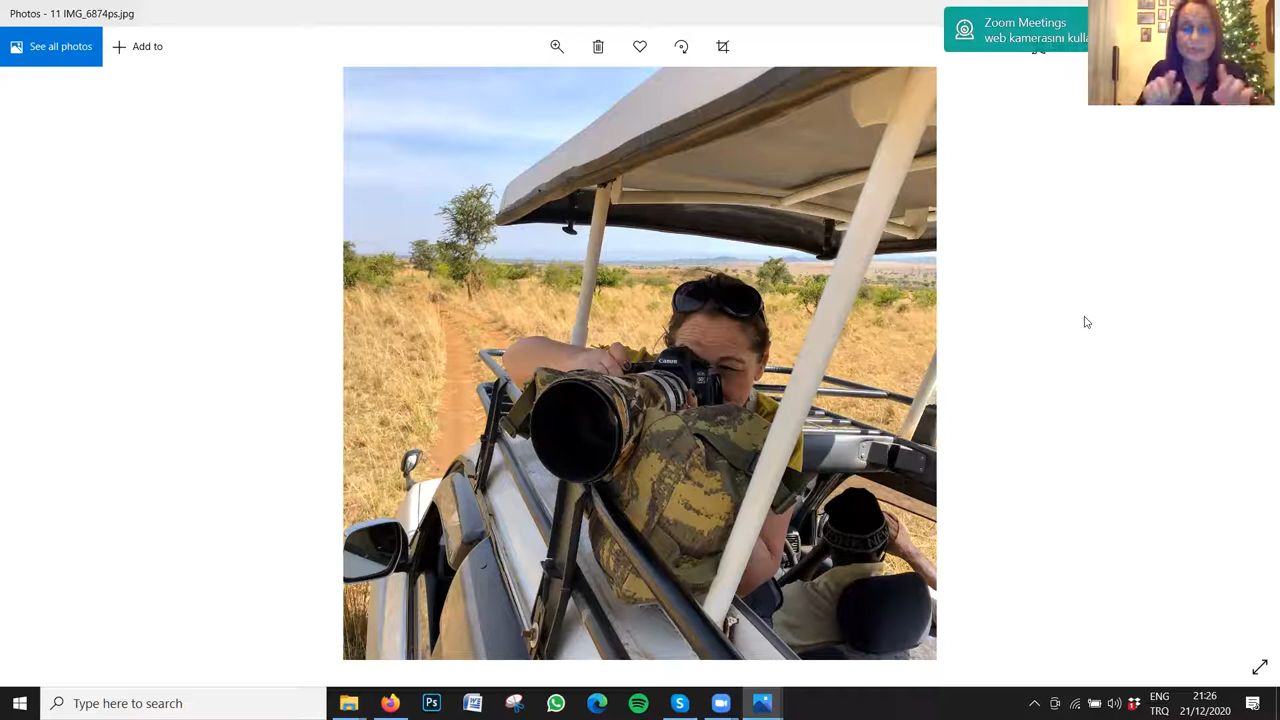 Photos - 11 IMG_6874ps.jpg
See all photos
Add to
Zoom Meetings
web kamerasını kulla
Canon
Type here to search
Ps
ENG
TRQ
21:26
21/12/2020